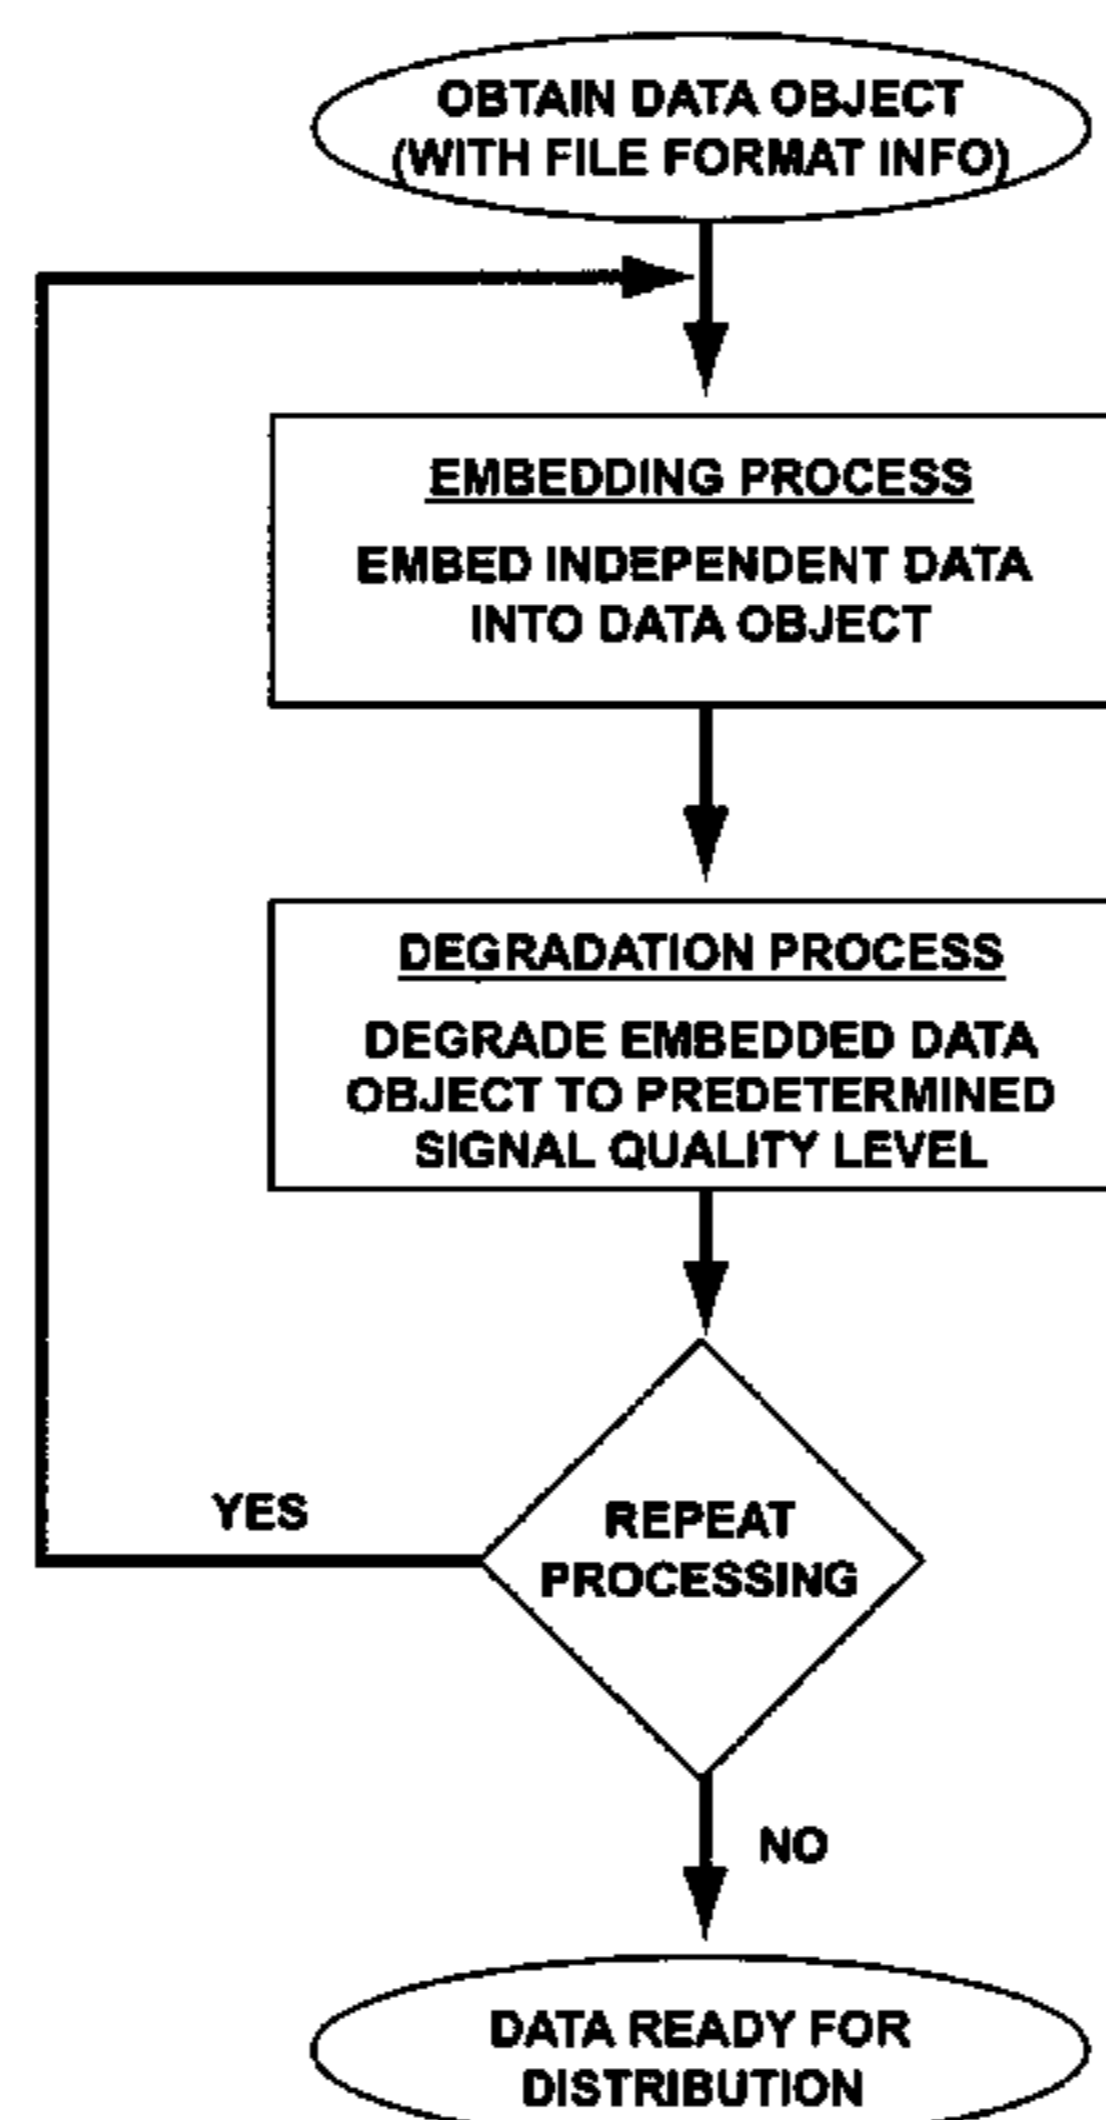 OBTAIN DATA OBJECT
(WITH FILE FORMAT INFO)
EMBEDDING PROCESS
EMBED INDEPENDENT DATA
INTO DATA OBJECT
DEGRADATION PROCESS
DEGRADE EMBEDDED DATA
OBJECT TO PREDETERMINED
SIGNAL QUALITY LEVEL
YES
REPEAT
PROCESSING
NO
DATA READY FOR
DISTRIBUTION